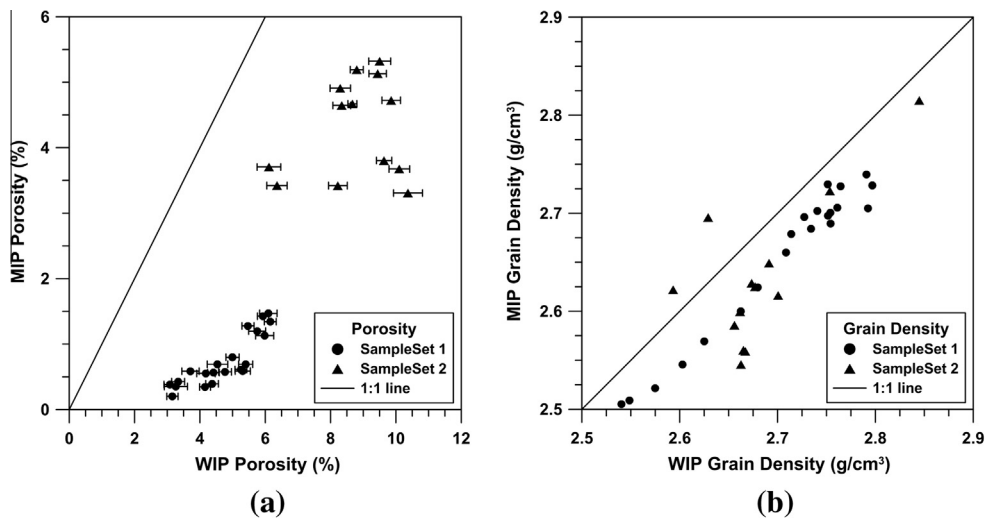 6
4
2
0
MIP Porosity (%)
0 2 4 6 8 10 12
WIP Porosity (%)
Porosity
SampleSet 1
SampleSet 2
1:1 line
(a)
2.9
2.8
2.7
2.6
2.5
MIP Grain Density (g/cm³)
2.5 2.6 2.7 2.8 2.9
WIP Grain Density (g/cm³)
Grain Density
SampleSet 1
SampleSet 2
1:1 line
(b)